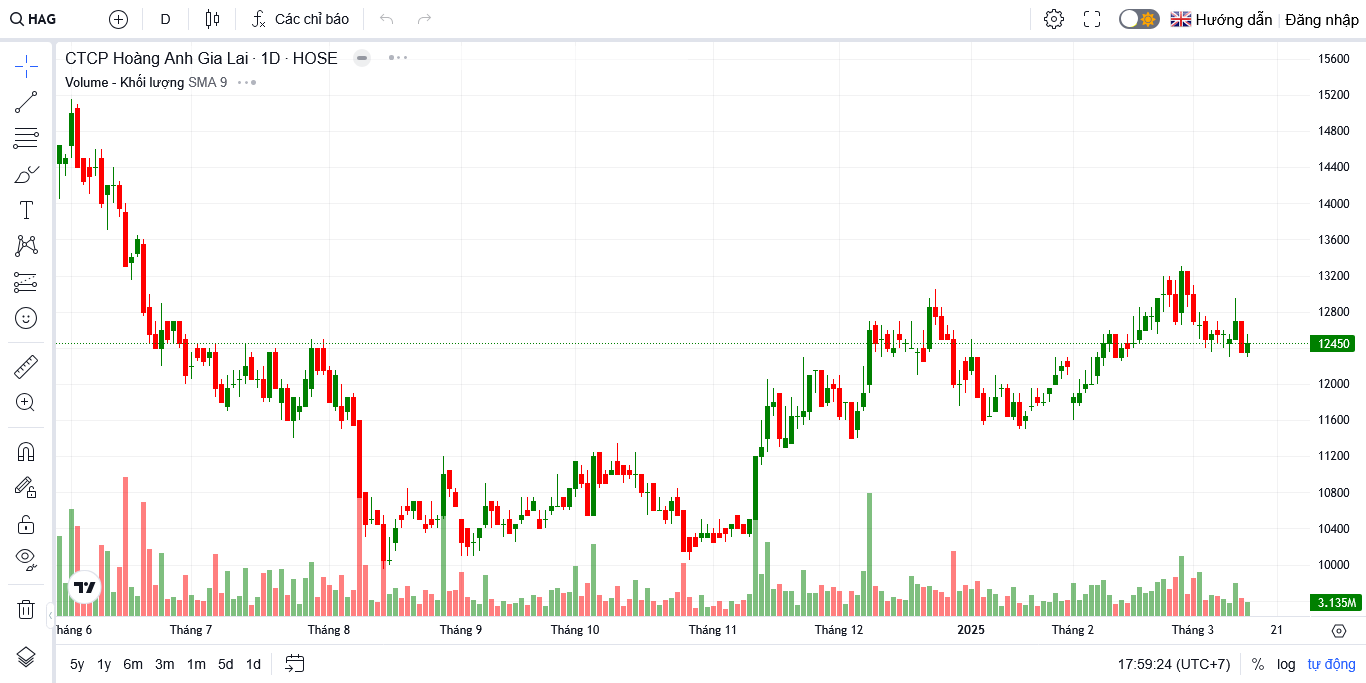 HAG D Các chỉ báo Hướng dẫn Đăng nhập
CTCP Hoàng Anh Gia Lai · 1D · HOSE
Volume - Khối lượng SMA 9
15600
15200
14800
14400
14000
13600
13200
12800
12450
12000
11600
11200
10800
10400
10000
3.135M
háng 6 Tháng 7 Tháng 8 Tháng 9 Tháng 10 Tháng 11 Tháng 12 2025 Tháng 2 Tháng 3 21
5y 1y 6m 3m 1m 5d 1d 17:59:24 (UTC+7) % log tự động